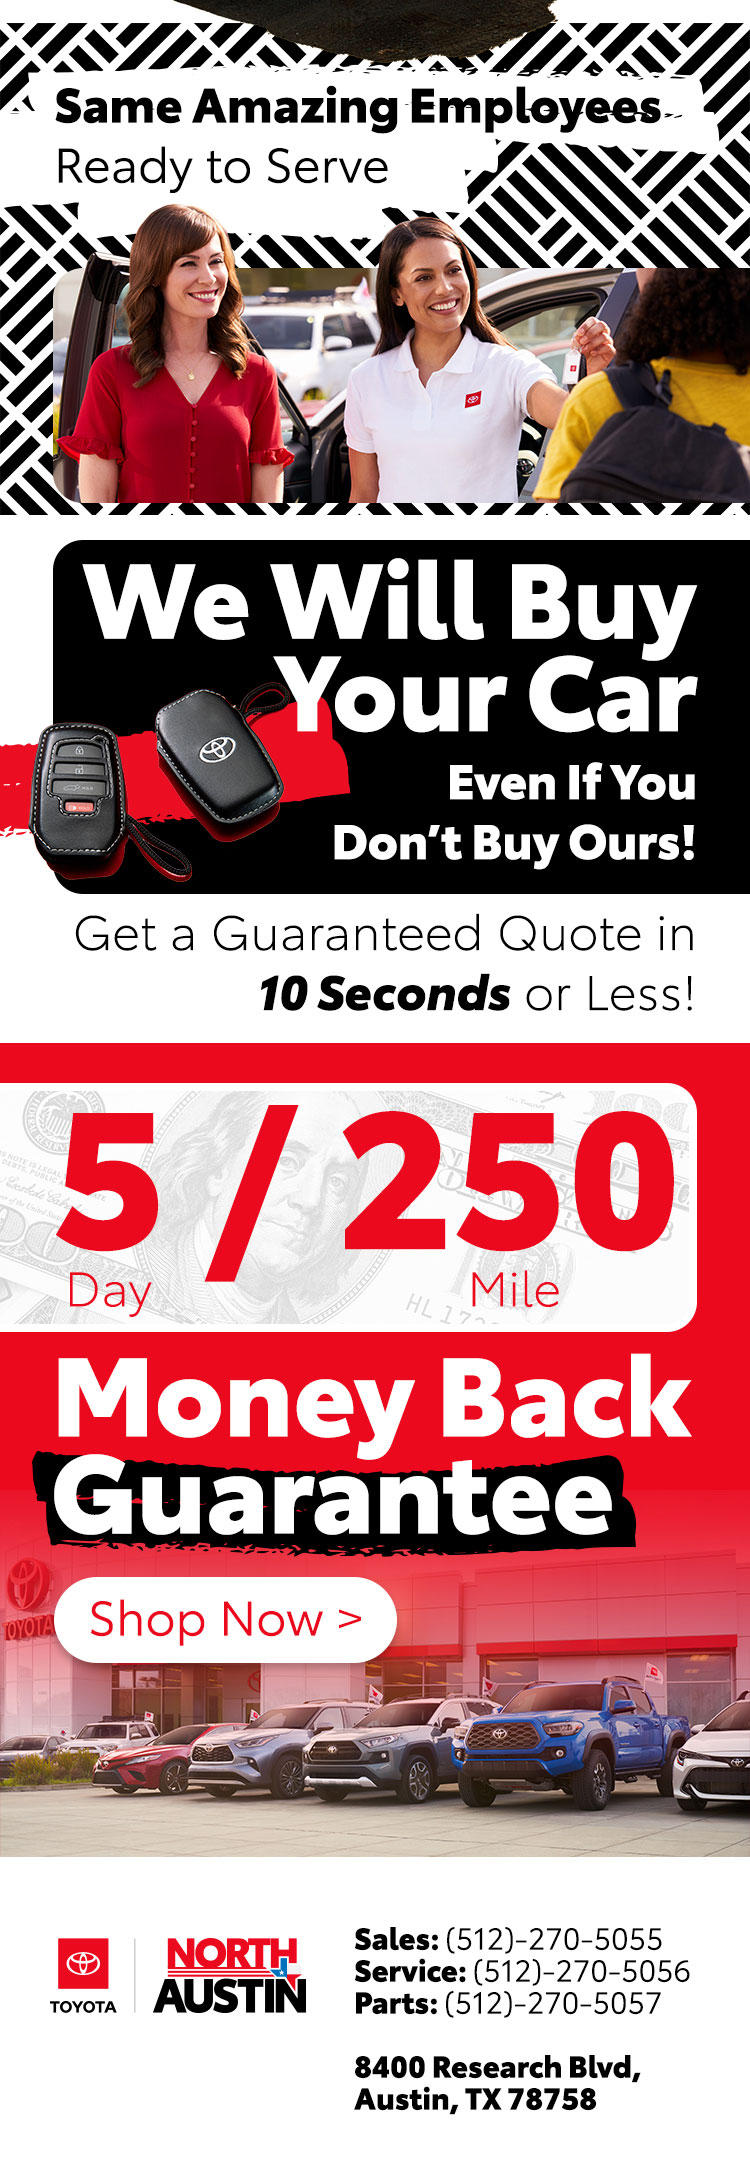 Same Amazing Employees
Ready to Serve
We Will Buy
Your Car
Even If You
Don't Buy Ours!
Get a Guaranteed Quote in
10 Seconds or Less!
5 / 250
Day Mile
Money Back
Guarantee
Shop Now >
TOYOTA
TOYOTA
NORTH
AUSTIN
Sales: (512)-270-5055
Service: (512)-270-5056
Parts: (512)-270-5057
8400 Research Blvd,
Austin, TX 78758